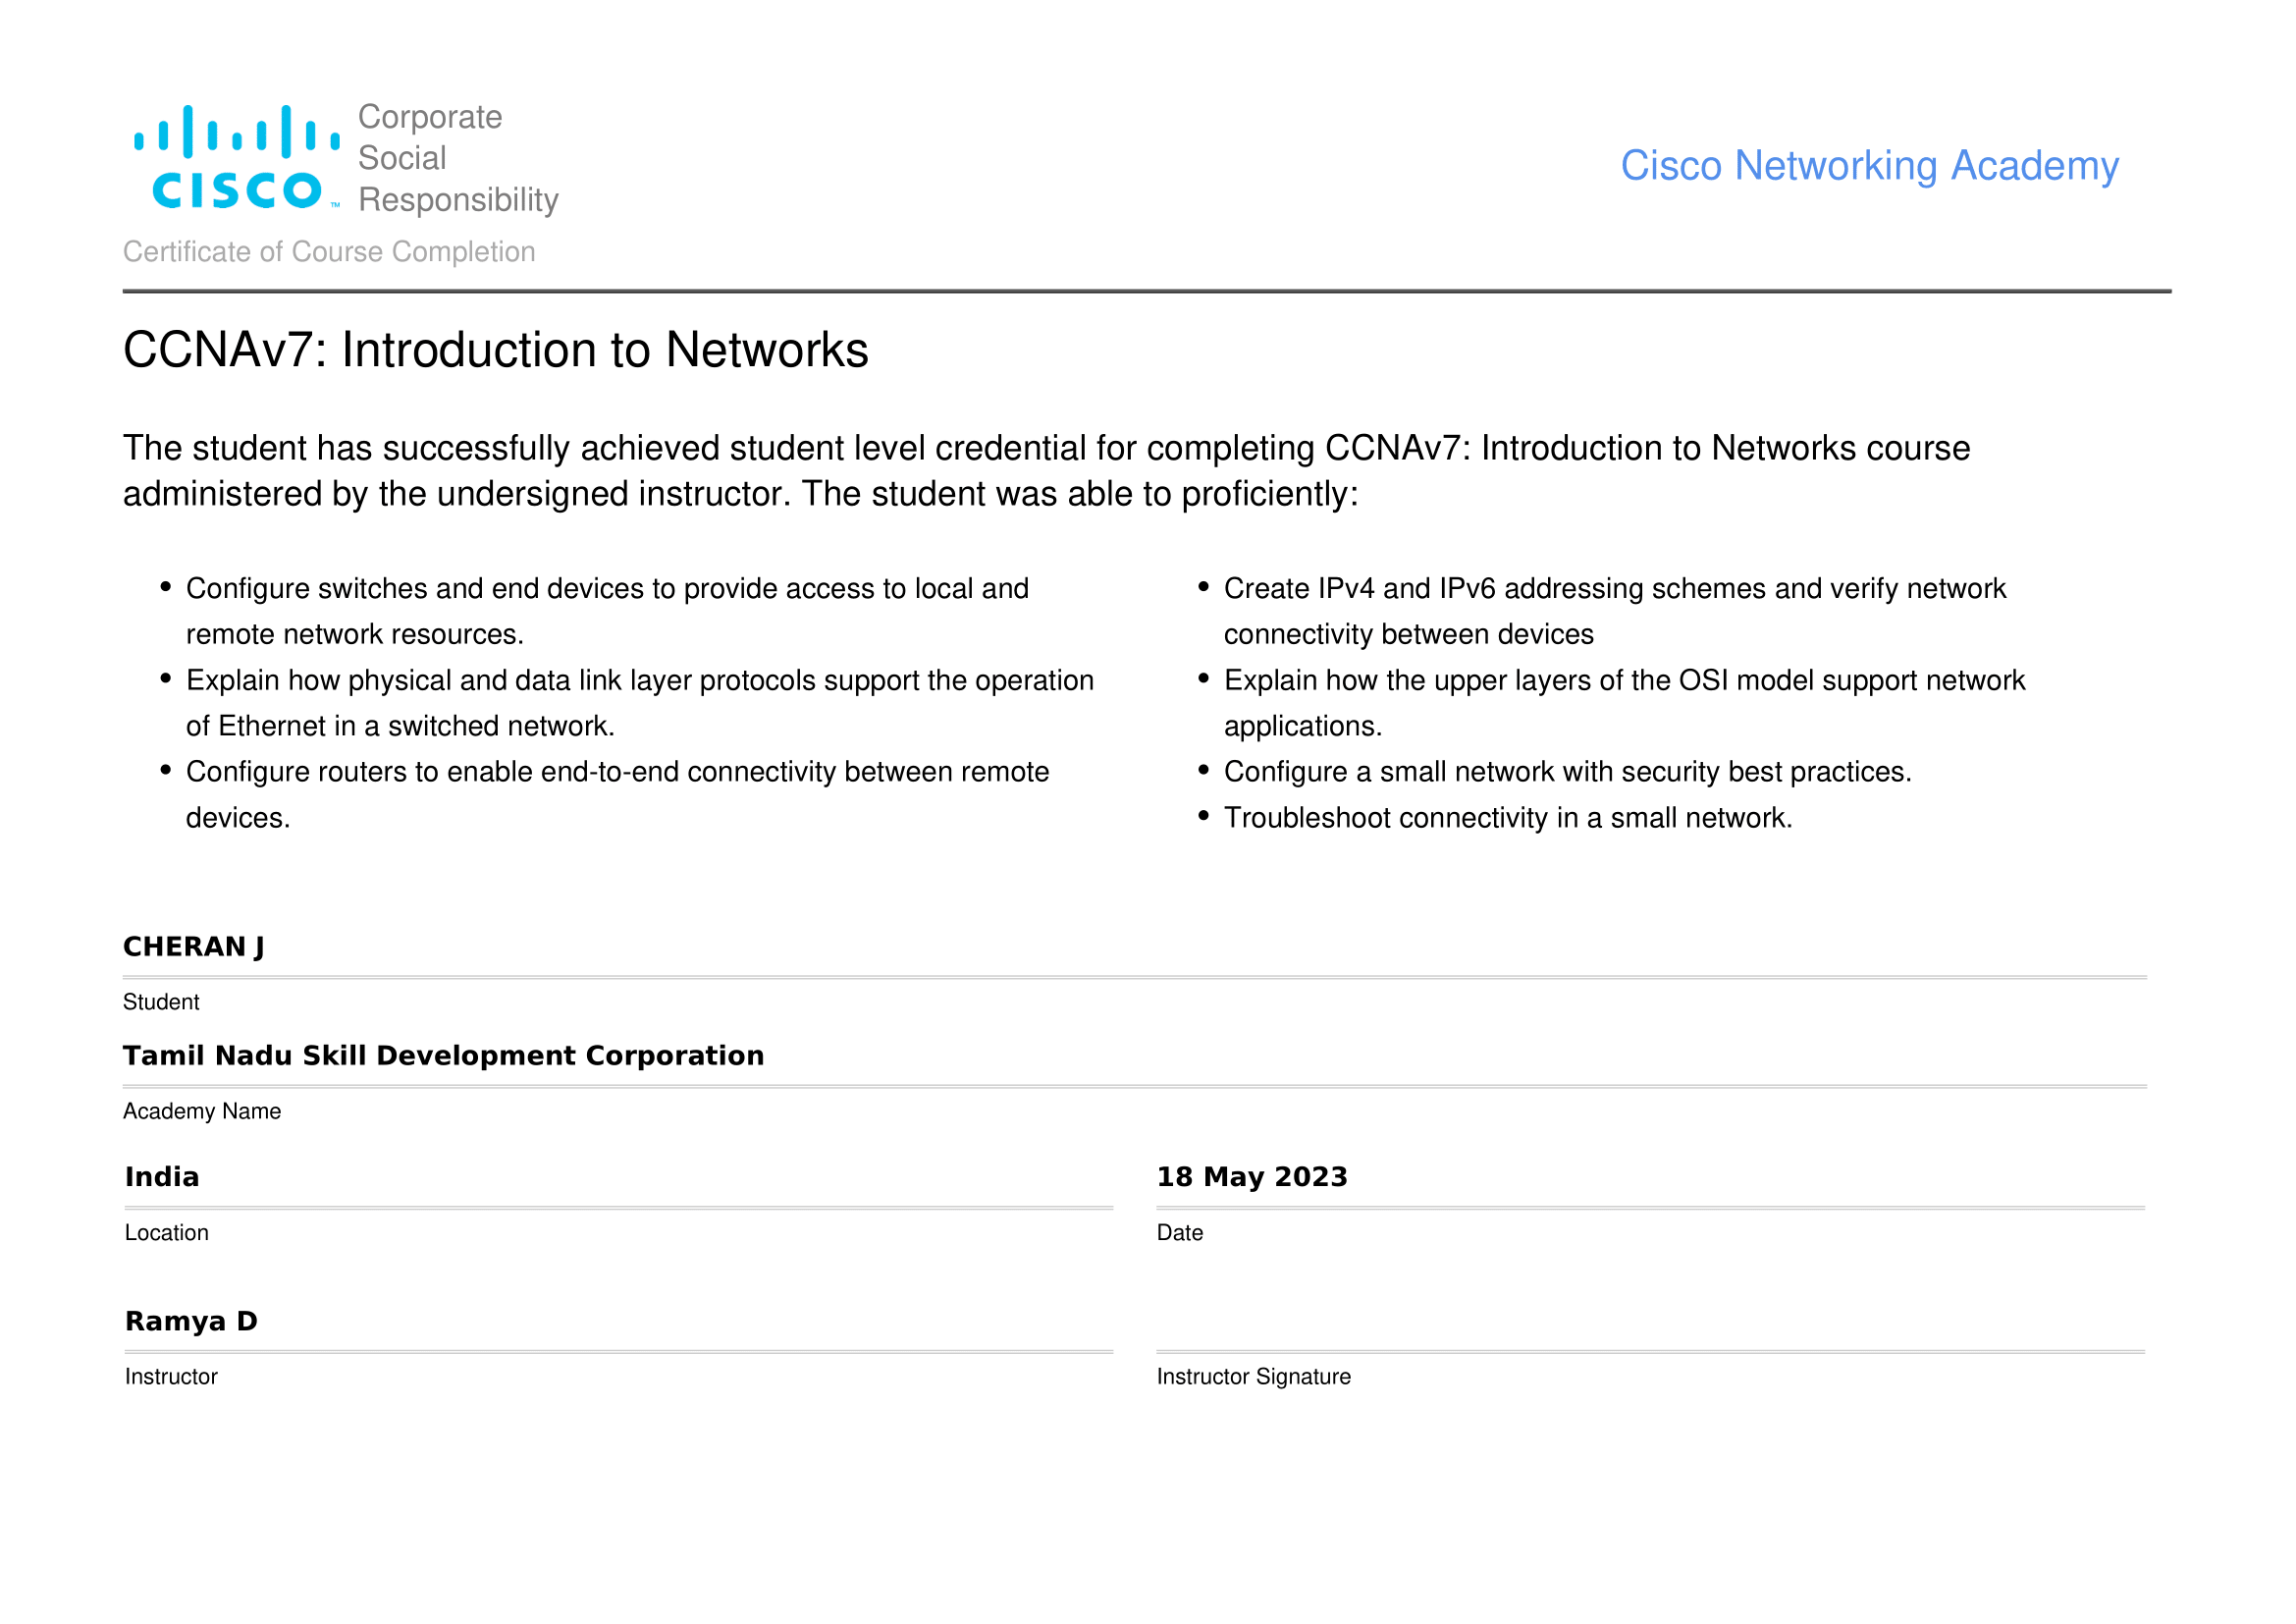 CISCO™
Corporate
Social
Responsibility
Cisco Networking Academy
Certificate of Course Completion
CCNAv7: Introduction to Networks
The student has successfully achieved student level credential for completing CCNAv7: Introduction to Networks course
administered by the undersigned instructor. The student was able to proficiently:
• Configure switches and end devices to provide access to local and
remote network resources.
• Explain how physical and data link layer protocols support the operation
of Ethernet in a switched network.
• Configure routers to enable end-to-end connectivity between remote
devices.
• Create IPv4 and IPv6 addressing schemes and verify network
connectivity between devices
• Explain how the upper layers of the OSI model support network
applications.
• Configure a small network with security best practices.
• Troubleshoot connectivity in a small network.
CHERAN J
Student
Tamil Nadu Skill Development Corporation
Academy Name
India
Location
18 May 2023
Date
Ramya D
Instructor
Instructor Signature